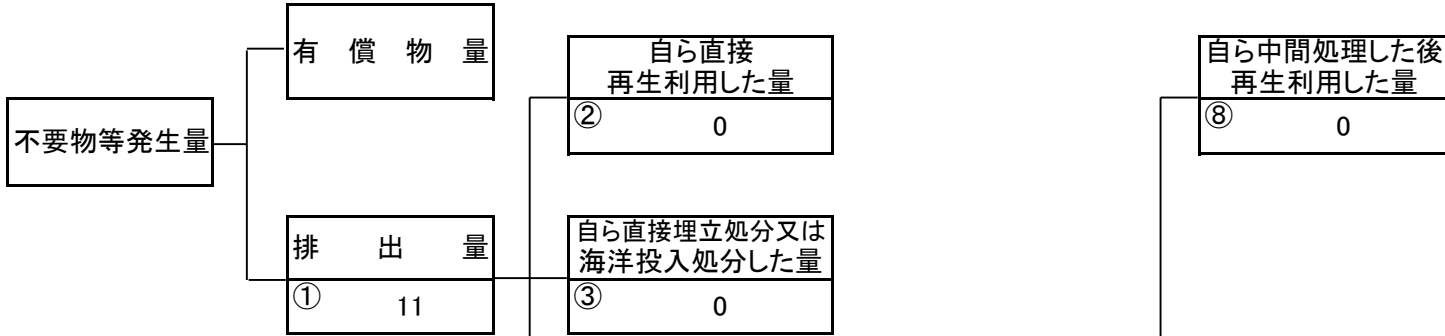 有償物量
自ら直接
再生利用した量
② 0
自ら中間処理した後
再生利用した量
⑧ 0
不要物等発生量
排出量
① 11
自ら直接埋立処分又は
海洋投入処分した量
③ 0